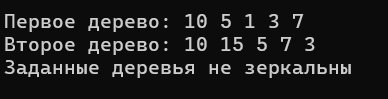 Первое дерево: 10 5 1 3 7
Второе дерево: 10 15 5 7 3
Заданные деревья не зеркальны